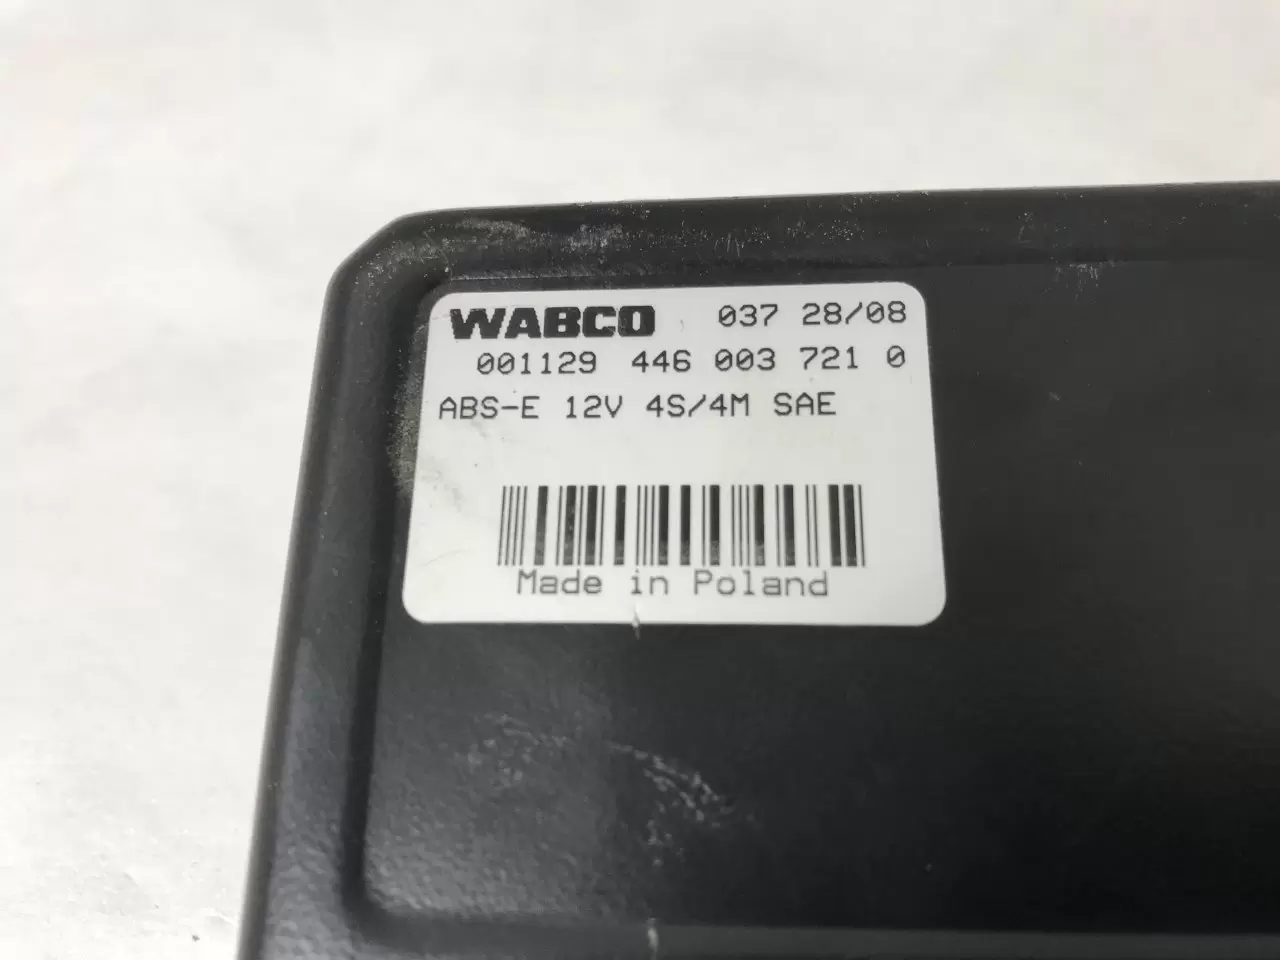 WABCO 037 28/08
001129 446 003 721 0
ABS-E 12V 4S/4M SAE
Made in Poland